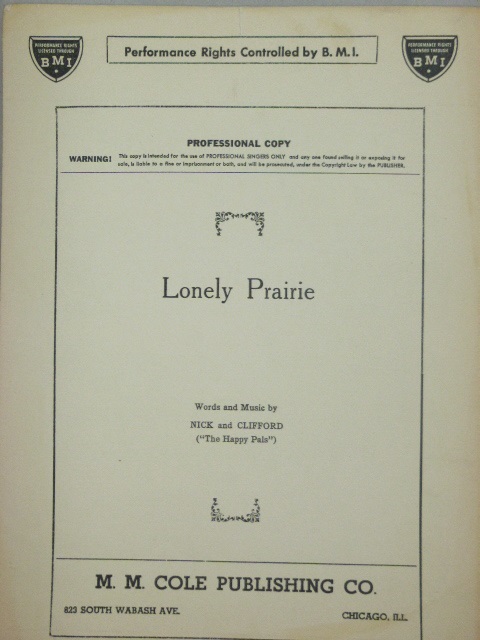 PERFORMANCE RIGHTS
LICENSED THROUGH
BMI
Performance Rights Controlled by B. M. I.
PERFORMANCE RIGHTS
LICENSED THROUGH
BMI
PROFESSIONAL COPY
WARNING! This copy is intended for the use of PROFESSIONAL SINGERS ONLY and any one found selling it or exposing it for
sale, is liable to a fine or imprisonment or both, and will be prosecuted, under the Copyright Law by the PUBLISHER.
Lonely Prairie
Words and Music by
NICK and CLIFFORD
("The Happy Pals")
M. M. COLE PUBLISHING CO.
823 SOUTH WABASH AVE.
CHICAGO, ILL.